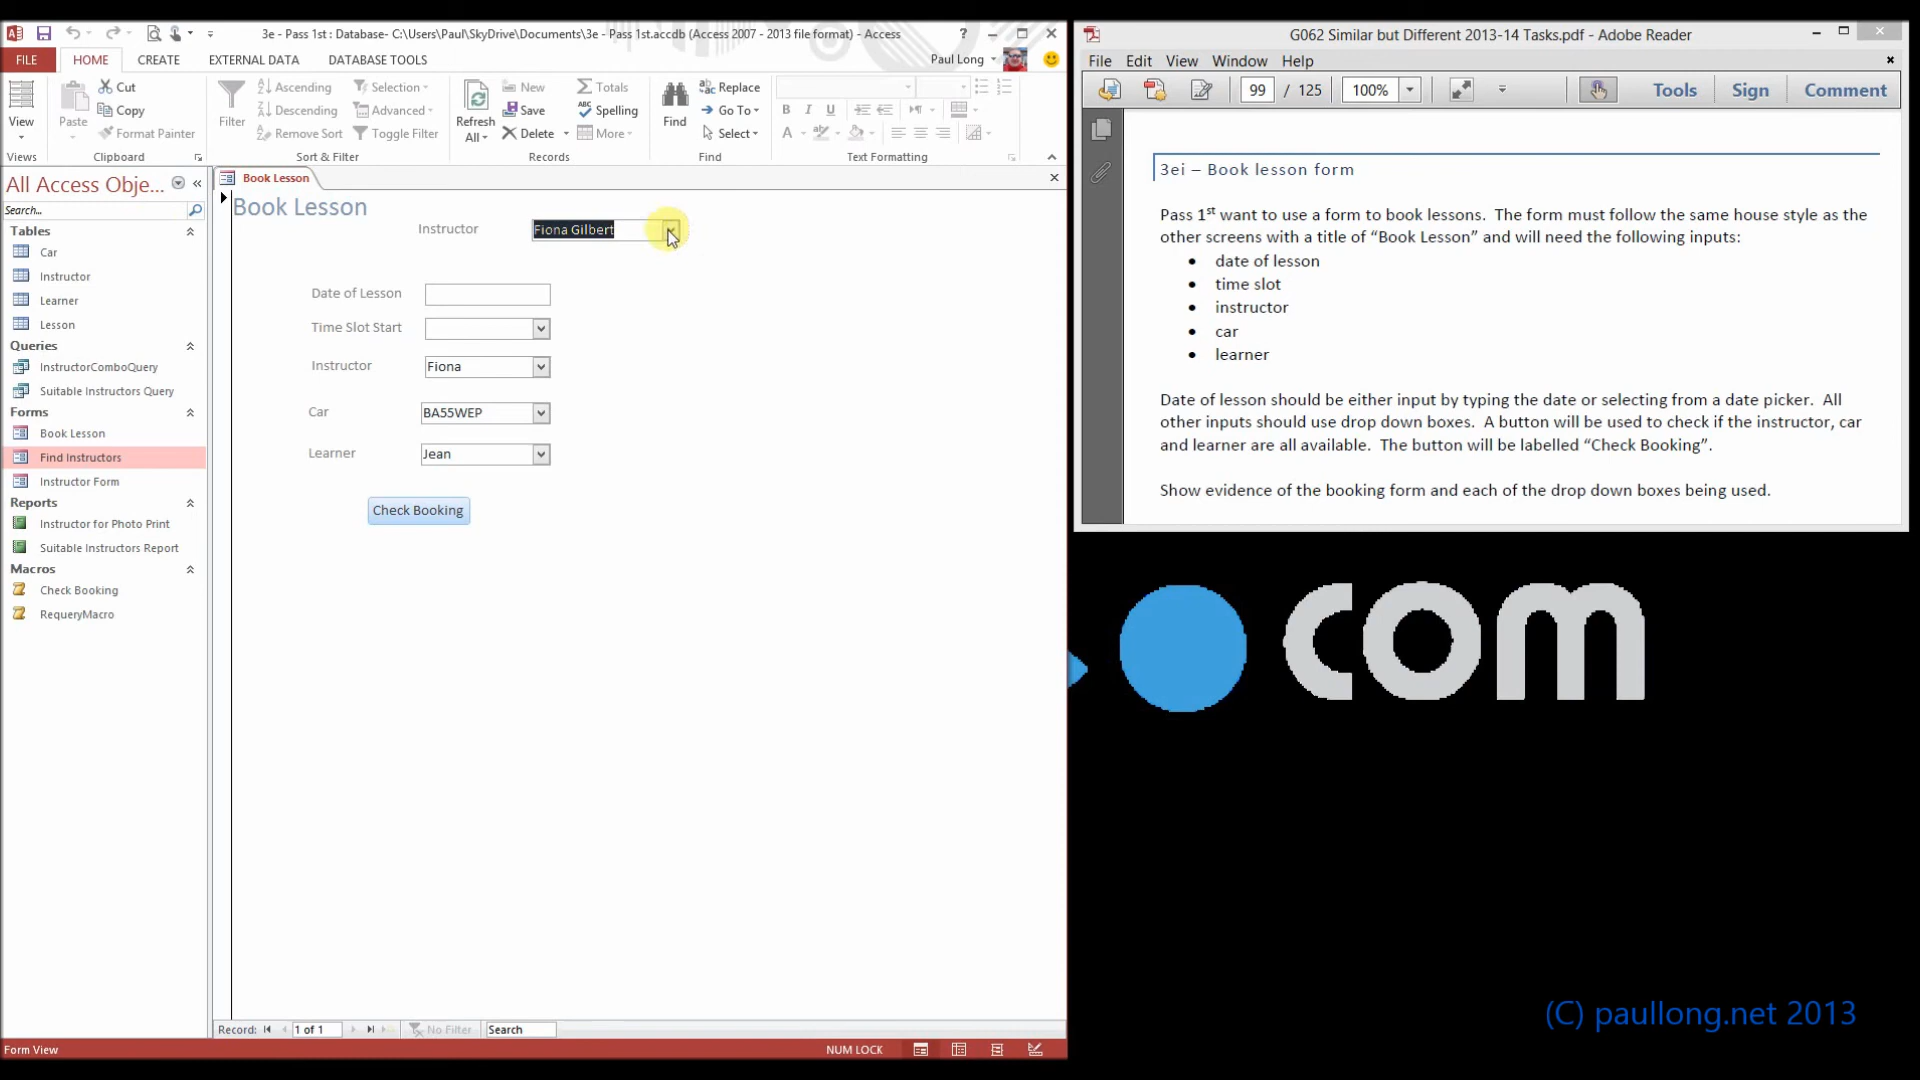 3e - Pass 1st : Database- C:\Users\Paul\SkyDrive\Documents\3e - Pass 1st.accdb (Access 2007 - 2013 file format) - Access
FILE HOME CREATE EXTERNAL DATA DATABASE TOOLS Paul Long
View
Views
Paste
Cut
Copy
Format Painter
Clipboard
Filter
Ascending
Descending
Remove Sort
Selection
Advanced
Toggle Filter
Sort & Filter
Refresh All
New
Save
Delete
Totals
Spelling
More
Records
Find
Replace
Go To
Select
Find
B I U
A
Text Formatting
All Access Obje...
Search...
Tables
Car
Instructor
Learner
Lesson
Queries
InstructorComboQuery
Suitable Instructors Query
Forms
Book Lesson
Find Instructors
Instructor Form
Reports
Instructor for Photo Print
Suitable Instructors Report
Macros
Check Booking
RequeryMacro
Book Lesson
Book Lesson
Instructor Fiona Gilbert
Date of Lesson
Time Slot Start
Instructor Fiona
Car BA55WEP
Learner Jean
Check Booking
Record: 1 of 1 No Filter Search
Form View NUM LOCK
G062 Similar but Different 2013-14 Tasks.pdf - Adobe Reader
File Edit View Window Help
99 / 125 100% Tools Sign Comment
3ei – Book lesson form
Pass 1st want to use a form to book lessons. The form must follow the same house style as the
other screens with a title of “Book Lesson” and will need the following inputs:
• date of lesson
• time slot
• instructor
• car
• learner
Date of lesson should be either input by typing the date or selecting from a date picker. All
other inputs should use drop down boxes. A button will be used to check if the instructor, car
and learner are all available. The button will be labelled “Check Booking”.
Show evidence of the booking form and each of the drop down boxes being used.
com
(C) paullong.net 2013